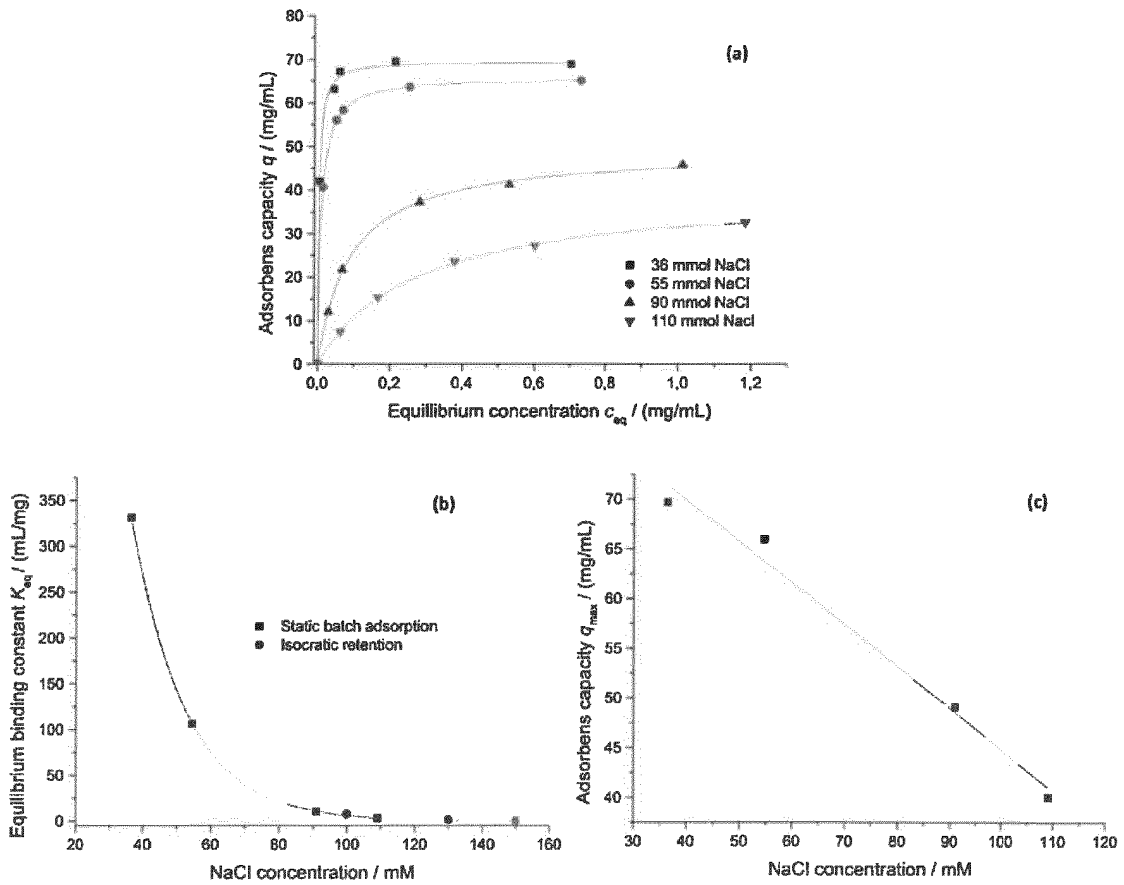 (a)
Adsorbens capacity q / (mg/mL)
80
70
60
50
40
30
20
10
0
0,0 0,2 0,4 0,6 0,8 1,0 1,2
Equillibrium concentration ceq / (mg/mL)
36 mmol NaCl
55 mmol NaCl
90 mmol NaCl
110 mmol Nacl
(b)
Equilibrium binding constant Keq / (mL/mg)
350
300
250
200
150
100
50
0
20 40 60 80 100 120 140 160
NaCl concentration / mM
Static batch adsorption
Isocratic retention
(c)
Adsorbens capacity qmax / (mg/mL)
70
65
60
55
50
45
40
30 40 50 60 70 80 90 100 110 120
NaCl concentration / mM